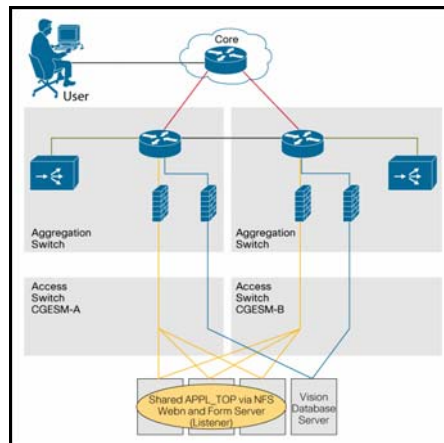 Core
User
Aggregation
Switch
Aggregation
Switch
Access
Switch
CGESM-A
Access
Switch
CGESM-B
Shared APPL_TOP via NFS
Webn and Form Server
(Listener)
Vision
Database
Server